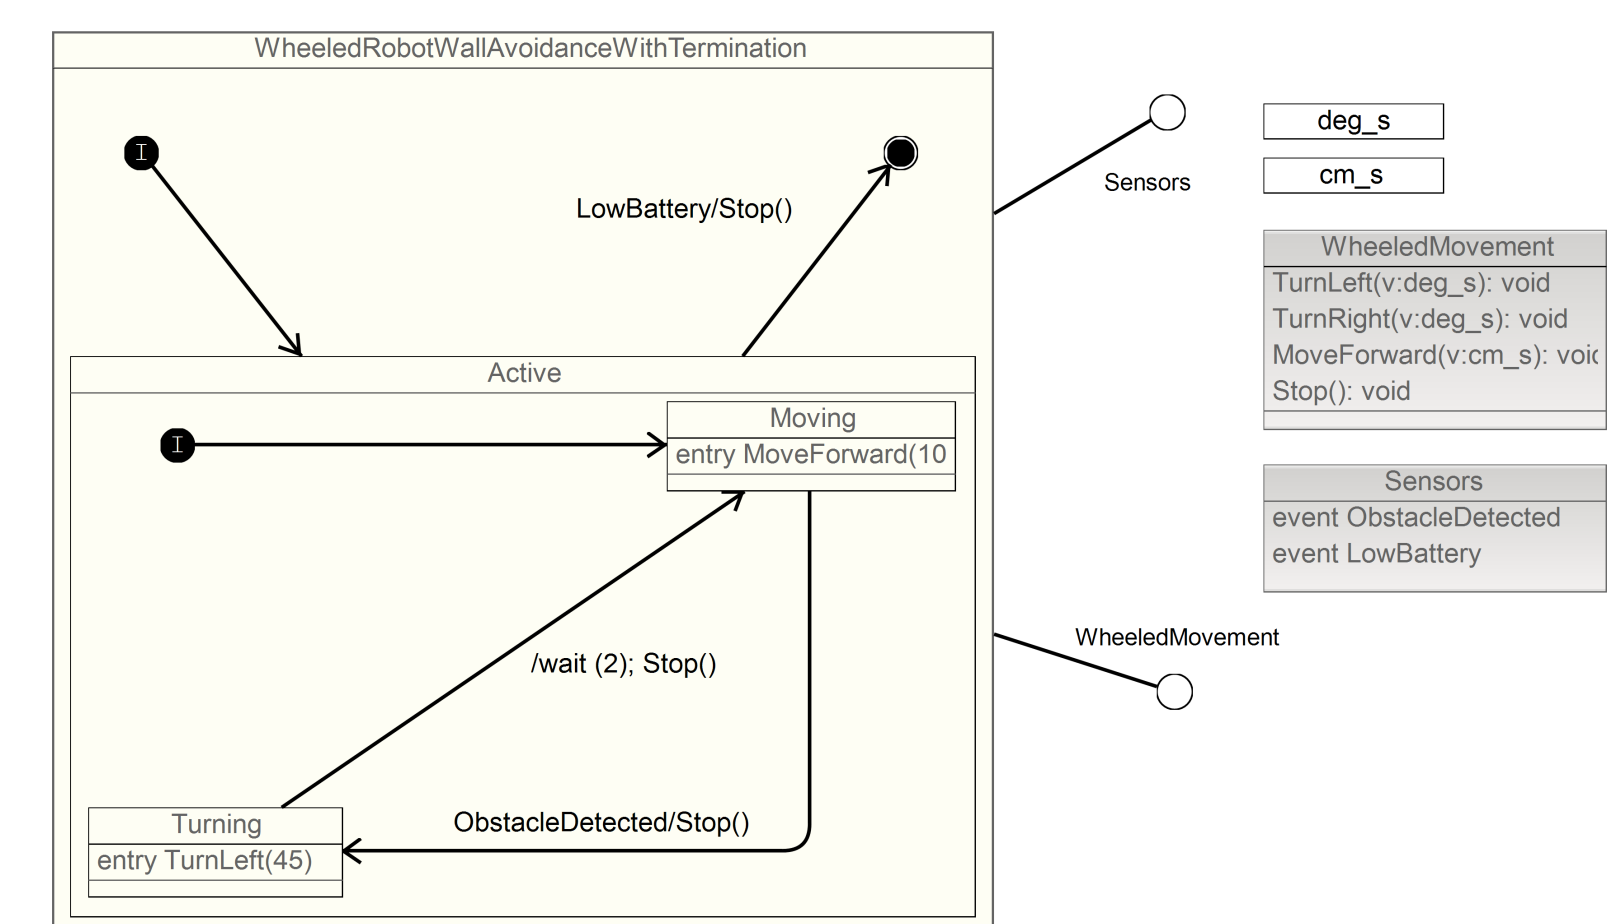 WheeledRobotWallAvoidanceWithTermination
I
LowBattery/Stop()
Active
I
Moving
entry MoveForward(10
/wait (2); Stop()
ObstacleDetected/Stop()
Turning
entry TurnLeft(45)
Sensors
WheeledMovement
deg_s
cm_s
WheeledMovement
TurnLeft(v:deg_s): void
TurnRight(v:deg_s): void
MoveForward(v:cm_s): voic
Stop(): void
Sensors
event ObstacleDetected
event LowBattery